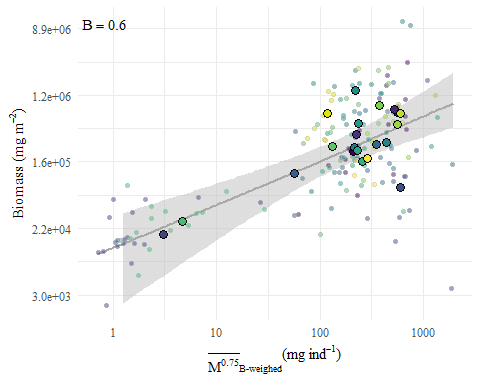 B = 0.6
8.9e+06
1.2e+06
1.6e+05
2.2e+04
3.0e+03
Biomass (mg m⁻²)
1 10 100 1000
M^0.75 B-weighed (mg ind⁻¹)